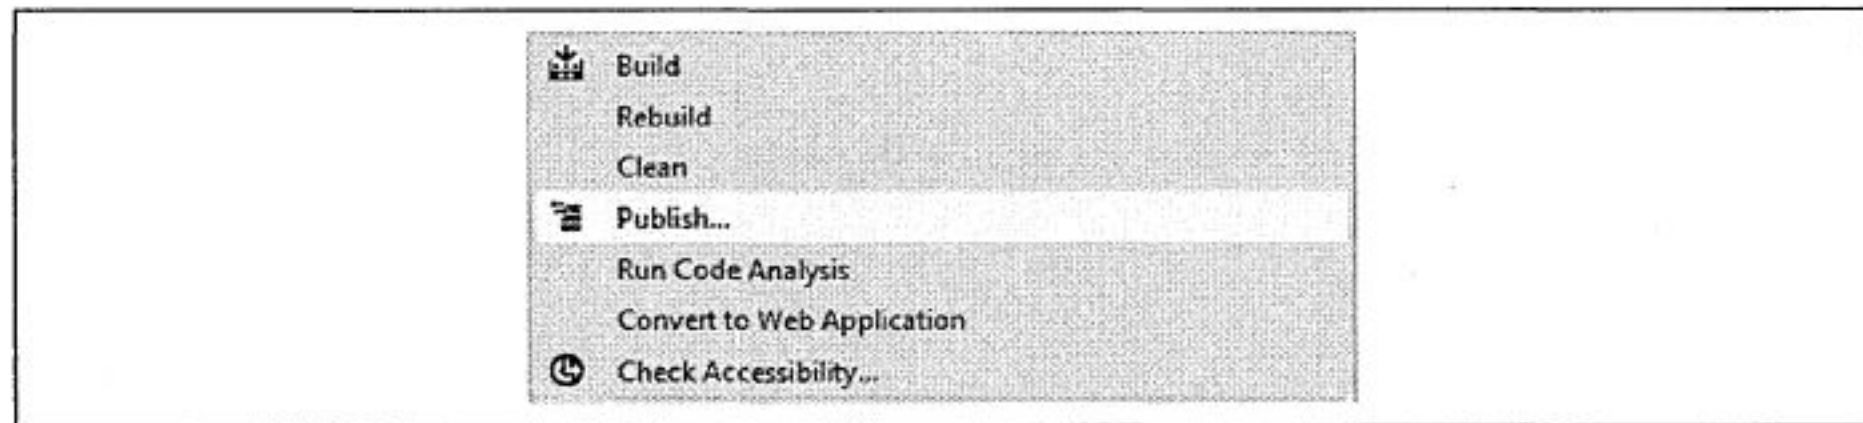 Build
Rebuild
Clean
Publish...
Run Code Analysis
Convert to Web Application
Check Accessibility...